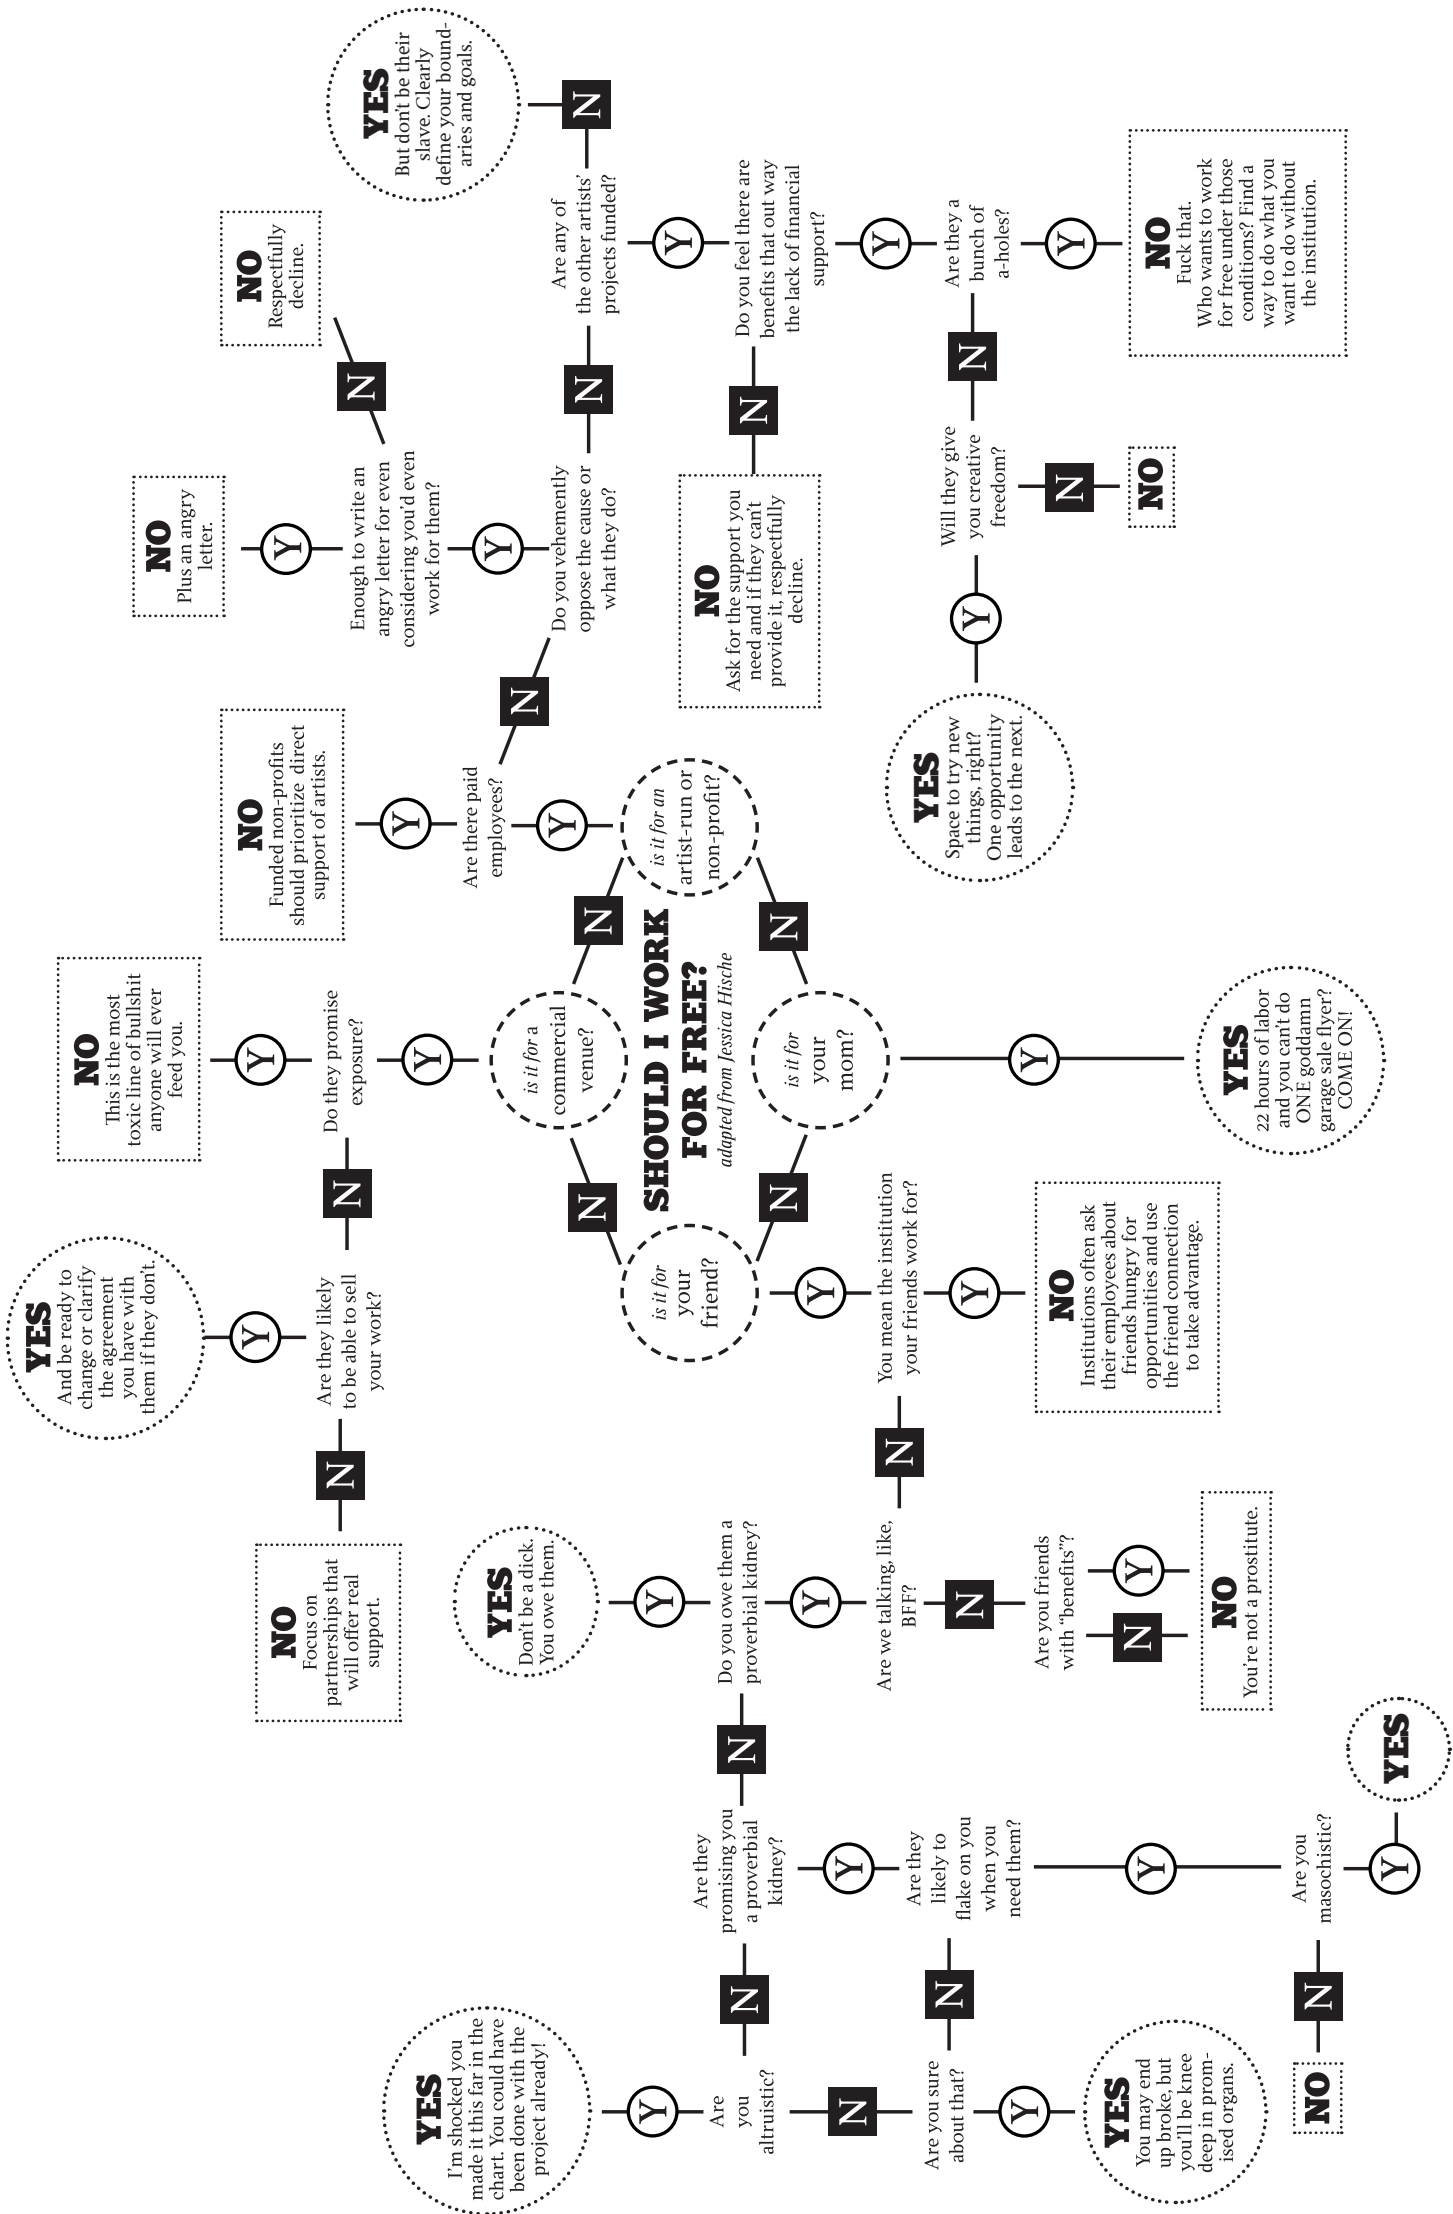 SHOULD I WORK
FOR FREE?
adapted from Jessica Hische
is it for a
commercial
venue?
N
N
is it for
your
friend?
is it for an
artist-run or
non-profit?
N
N
is it for
your
mom?
Y
Do they promise
exposure?
Y
NO
This is the most
toxic line of bullshit
anyone will ever
feed you.
N
Are they likely
to be able to sell
your work?
Y
YES
And be ready to
change or clarify
the agreement
you have with
them if they don't.
N
NO
Focus on
partnerships that
will offer real
support.
Y
Are there paid
employees?
Y
NO
Funded non-profits
should prioritize direct
support of artists.
N
Do you vehemently
oppose the cause or
what they do?
Y
Enough to write an
angry letter for even
considering you'd even
work for them?
Y
NO
Plus an angry
letter.
N
NO
Respectfully
decline.
N
Are any of
the other artists'
projects funded?
N
YES
But don't be their
slave. Clearly
define your bound-
aries and goals.
Y
Do you feel there are
benefits that out way
the lack of financial
support?
N
NO
Ask for the support you
need and if they can't
provide it, respectfully
decline.
Y
Are they a
bunch of
a-holes?
Y
NO
Fuck that.
Who wants to work
for free under those
conditions? Find a
way to do what you
want to do without
the institution.
N
Will they give
you creative
freedom?
N
NO
Y
YES
Space to try new
things, right?
One opportunity
leads to the next.
Y
YES
22 hours of labor
and you can't do
ONE goddamn
garage sale flyer?
COME ON!
Y
You mean the institution
your friends work for?
Y
NO
Institutions often ask
their employees about
friends hungry for
opportunities and use
the friend connection
to take advantage.
N
Are we talking, like,
BFF?
N
Are you friends
with "benefits"?
N
Y
NO
You're not a prostitute.
Y
Do you owe them a
proverbial kidney?
Y
YES
Don't be a dick.
You owe them.
N
Are they
promising you
a proverbial
kidney?
Y
Are they
likely to
flake on you
when you
need them?
Y
Are you
masochistic?
Y
YES
N
NO
N
Are you sure
about that?
Y
YES
You may end
up broke, but
you'll be knee
deep in prom-
ised organs.
N
Are
you
altruistic?
N
Y
YES
I'm shocked you
made it this far in the
chart. You could have
been done with the
project already!